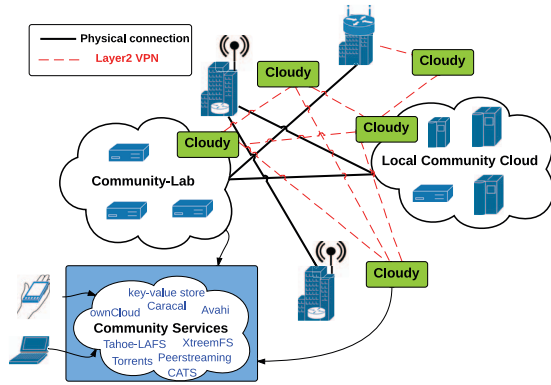 Physical connection
Layer2 VPN
Cloudy
Cloudy
Cloudy
Cloudy
Community-Lab
Local Community Cloud
Cloudy
key-value store
ownCloud
Caracal
Avahi
Community Services
Tahoe-LAFS
XtreemFS
Torrents
Peerstreaming
CATS